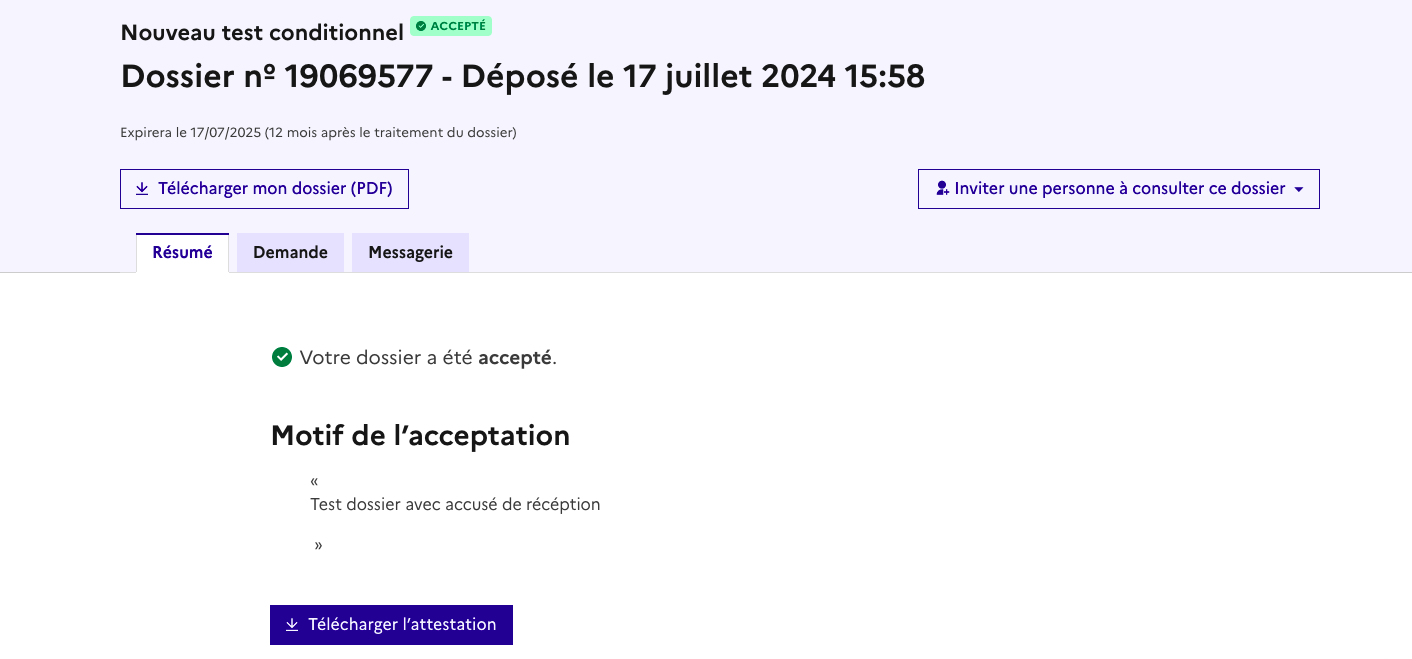 Nouveau test conditionnel ACCEPTÉ
Dossier nº 19069577 - Déposé le 17 juillet 2024 15:58
Expirera le 17/07/2025 (12 mois après le traitement du dossier)
Télécharger mon dossier (PDF)
Inviter une personne à consulter ce dossier
Résumé Demande Messagerie
Votre dossier a été accepté.
Motif de l’acceptation
«
Test dossier avec accusé de récéption
»
Télécharger l’attestation